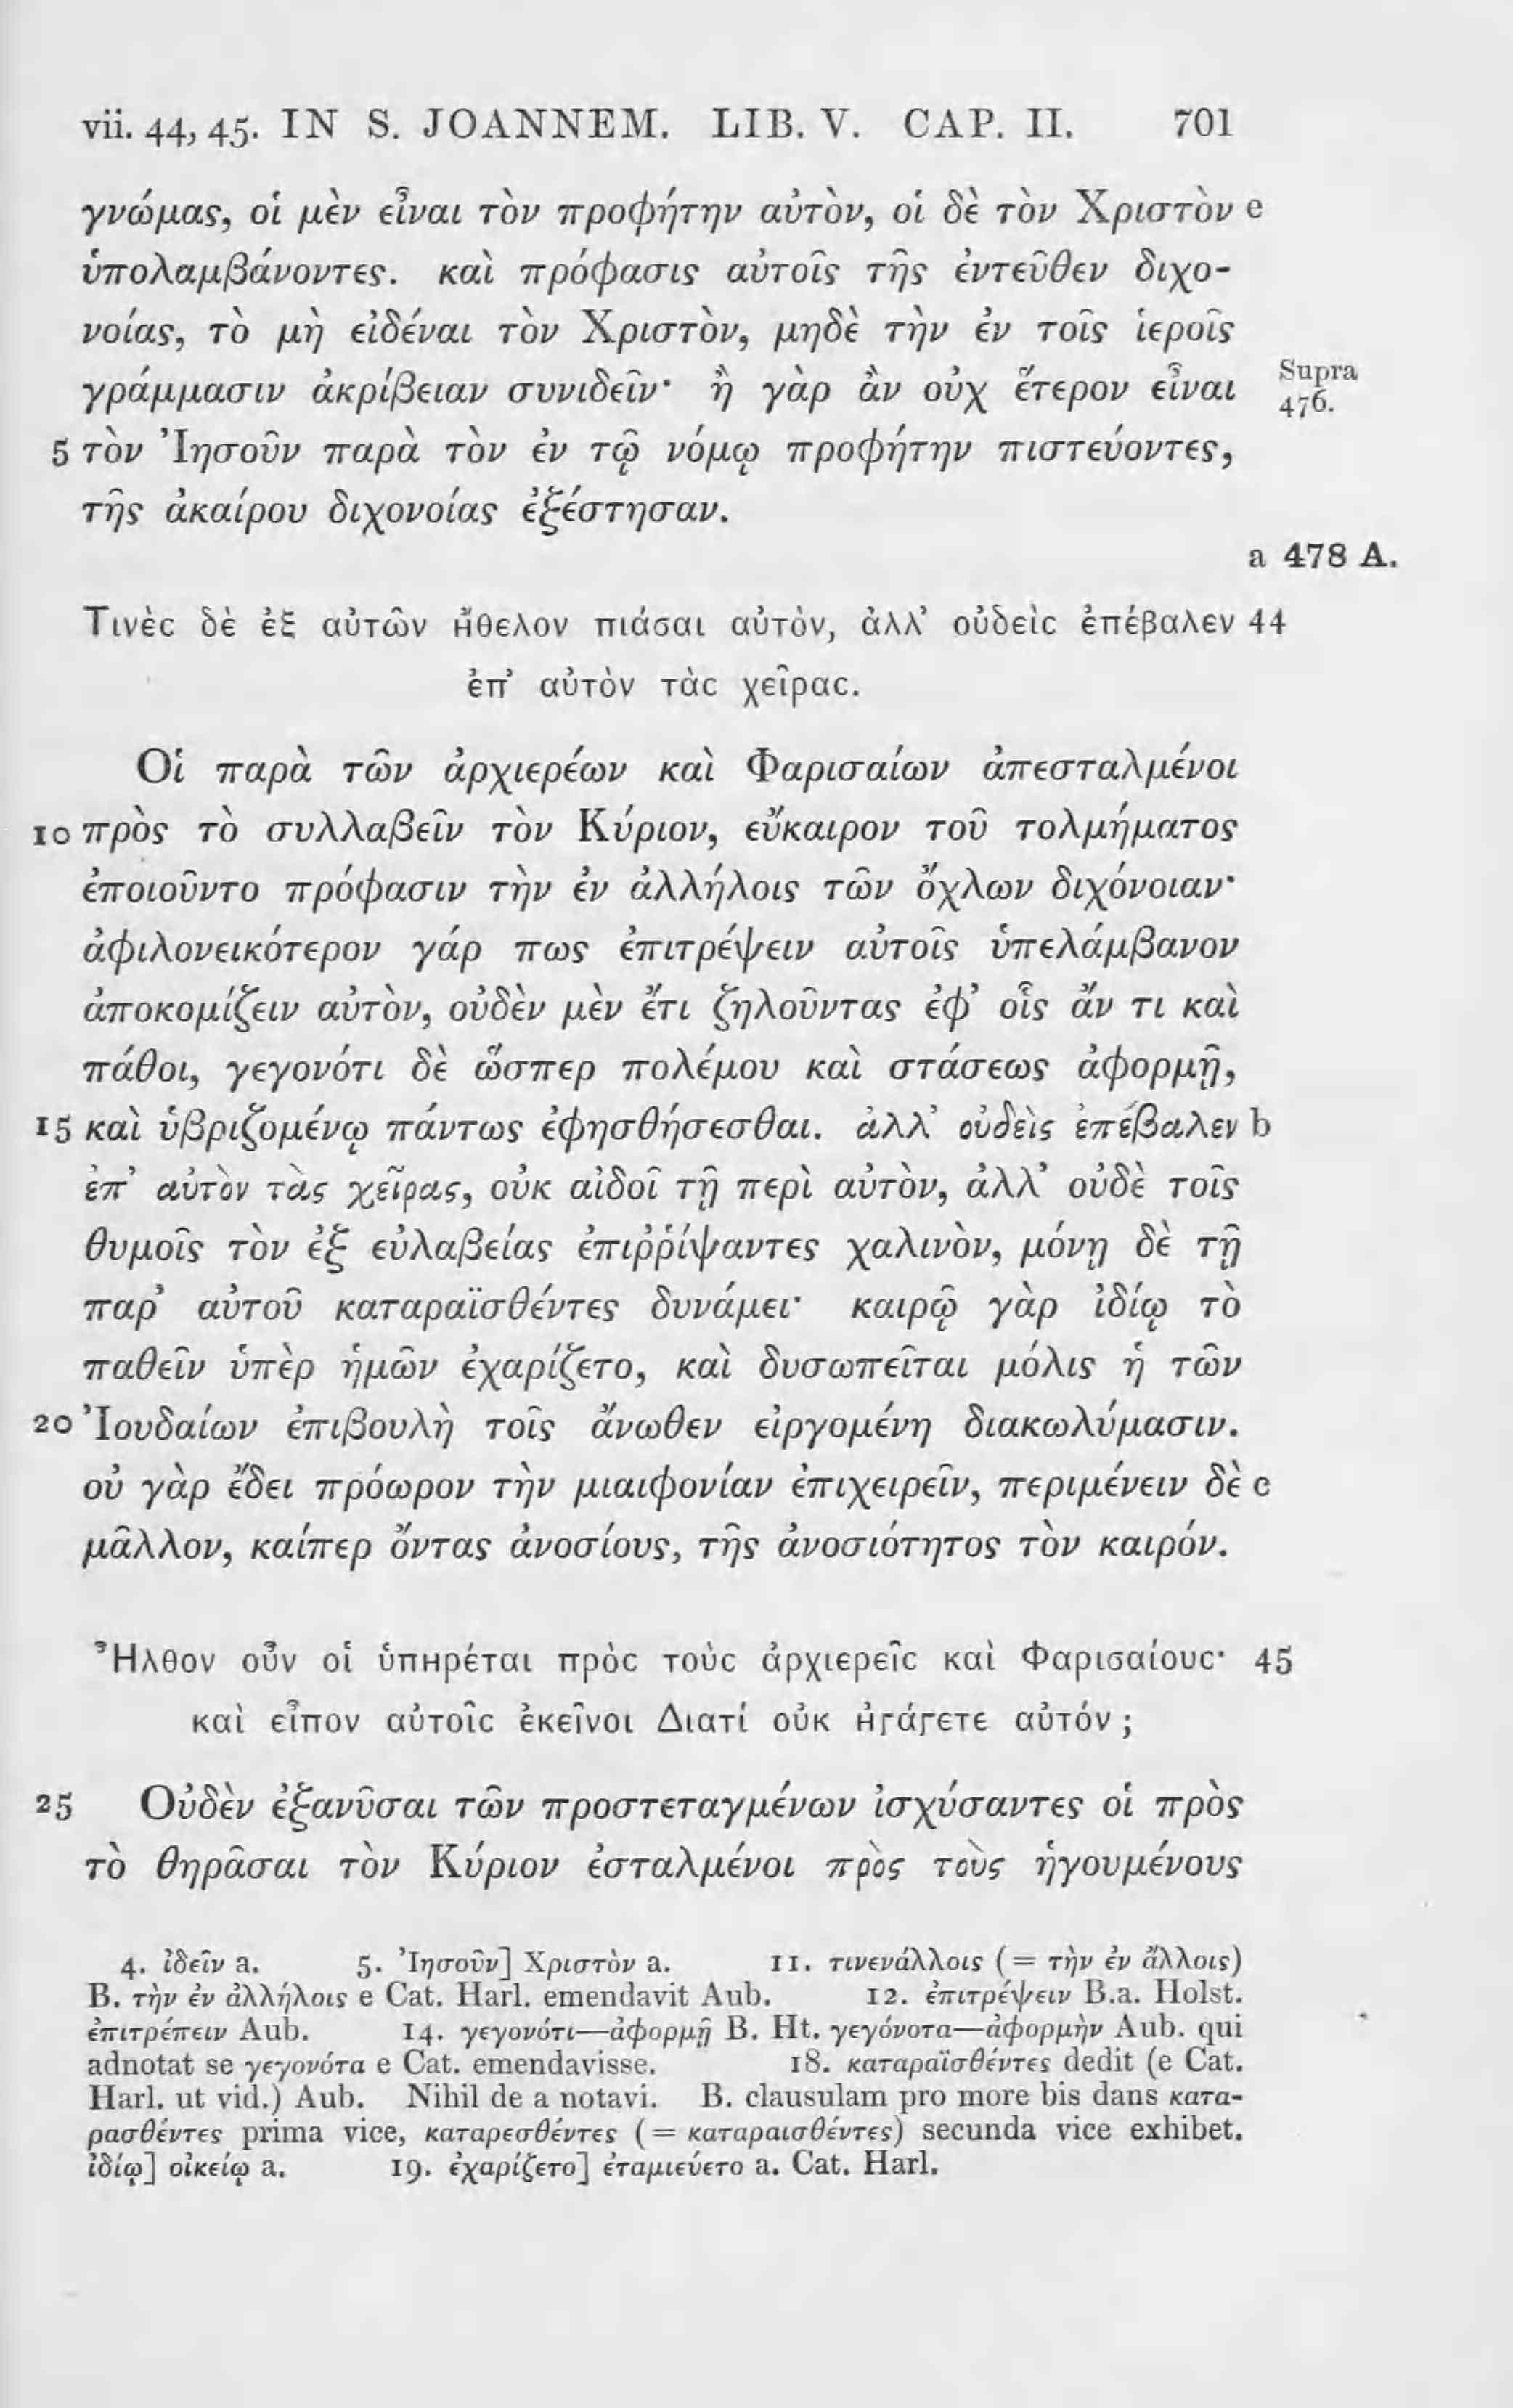 vii. 44, 45. IN S. JOANNEM. LIB. V. CAP. II. 701
γνώμας, οἱ μὲν εἶναι τὸν προφήτην αὐτὸν, οἱ δὲ τὸν Χριστὸν e
ὑπολαμβάνοντες. καὶ πρόφασις αὐτοῖς τῆς ἐντεῦθεν διχο-
νοίας, τὸ μὴ εἰδέναι τὸν Χριστὸν, μηδὲ τὴν ἐν τοῖς ἱεροῖς
γράμμασιν ἀκρίβειαν συνιδεῖν· ἢ γὰρ ἂν οὐχ ἕτερον εἶναι Supra 476.
5 τὸν Ἰησοῦν παρὰ τὸν ἐν τῷ νόμῳ προφήτην πιστεύοντες,
τῆς ἀκαίρου διχονοίας ἐξέστησαν.
a 478 A.
Τινὲς δὲ ἐξ αὐτῶν ἤθελον πιάσαι αὐτὸν, ἀλλ’ οὐδεὶς ἐπέβαλεν 44
ἐπ’ αὐτὸν τὰς χεῖρας.
Οἱ παρὰ τῶν ἀρχιερέων καὶ Φαρισαίων ἀπεσταλμένοι
10 πρὸς τὸ συλλαβεῖν τὸν Κύριον, εὔκαιρον τοῦ τολμήματος
ἐποιοῦντο πρόφασιν τὴν ἐν ἀλλήλοις τῶν ὄχλων διχόνοιαν·
ἀφιλονεικότερον γάρ πως ἐπιτρέψειν αὐτοῖς ὑπελάμβανον
ἀποκομίζειν αὐτὸν, οὐδὲν μὲν ἔτι ζηλοῦντας ἐφ’ οἷς ἄν τι καὶ
πάθοι, γεγονότι δὲ ὥσπερ πολέμου καὶ στάσεως ἀφορμῇ,
15 καὶ ὑβριζομένῳ πάντως ἐφησθήσεσθαι. ἀλλ’ οὐδεὶς ἐπέβαλεν b
ἐπ’ αὐτὸν τὰς χεῖρας, οὐκ αἰδοῖ τῇ περὶ αὐτὸν, ἀλλ’ οὐδὲ τοῖς
θυμοῖς τὸν ἐξ εὐλαβείας ἐπιῤῥίψαντες χαλινὸν, μόνῃ δὲ τῇ
παρ’ αὐτοῦ καταραϊσθέντες δυνάμει· καιρῷ γὰρ ἰδίῳ τὸ
παθεῖν ὑπὲρ ἡμῶν ἐχαρίζετο, καὶ δυσωπεῖται μόλις ἡ τῶν
20 Ἰουδαίων ἐπιβουλὴ τοῖς ἄνωθεν εἰργομένη διακωλύμασιν.
οὐ γὰρ ἔδει πρόωρον τὴν μιαιφονίαν ἐπιχειρεῖν, περιμένειν δὲ c
μᾶλλον, καίπερ ὄντας ἀνοσίους, τῆς ἀνοσιότητος τὸν καιρόν.
Ἦλθον οὖν οἱ ὑπηρέται πρὸς τοὺς ἀρχιερεῖς καὶ Φαρισαίους· 45
καὶ εἶπον αὐτοῖς ἐκεῖνοι Διατί οὐκ ἠγάγετε αὐτόν ;
25 Οὐδὲν ἐξανῦσαι τῶν προστεταγμένων ἰσχύσαντες οἱ πρὸς
τὸ θηρᾶσαι τὸν Κύριον ἐσταλμένοι πρὸς τοὺς ἡγουμένους
4. ἰδεῖν a. 5. Ἰησοῦν] Χριστὸν a. 11. τινενάλλοις (= τὴν ἐν ἄλλοις)
B. τὴν ἐν ἀλλήλοις e Cat. Harl. emendavit Aub. 12. ἐπιτρέψειν B.a. Holst.
ἐπιτρέπειν Aub. 14. γεγονότι—ἀφορμῇ B. Ht. γεγόνοτα—ἀφορμὴν Aub. qui
adnotat se γεγονότα e Cat. emendavisse. 18. καταραϊσθέντες dedit (e Cat.
Harl. ut vid.) Aub. Nihil de a notavi. B. clausulam pro more bis dans κατα-
ρασθέντες prima vice, καταρεσθέντες (= καταραισθέντες) secunda vice exhibet.
ἰδίῳ] οἰκείῳ a. 19. ἐχαρίζετο] ἐταμιεύετο a. Cat. Harl.